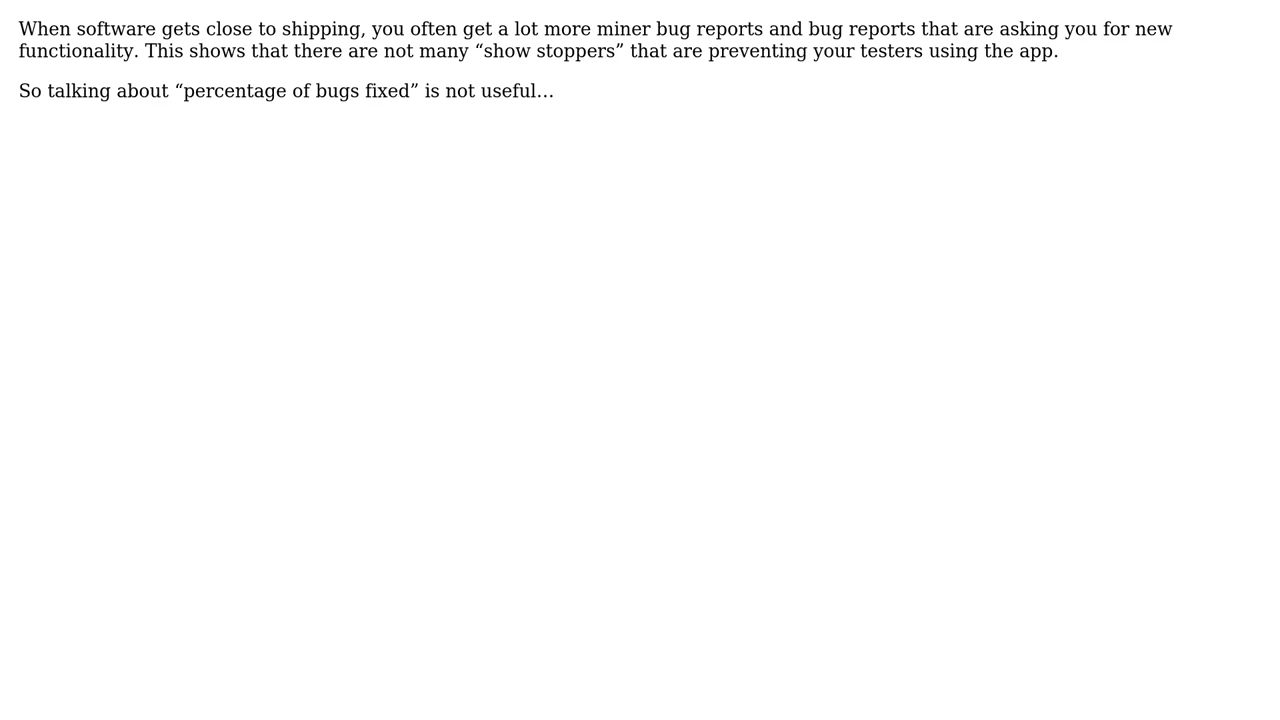 When software gets close to shipping, you often get a lot more miner bug reports and bug reports that are asking you for new
functionality. This shows that there are not many “show stoppers” that are preventing your testers using the app.
So talking about “percentage of bugs fixed” is not useful…